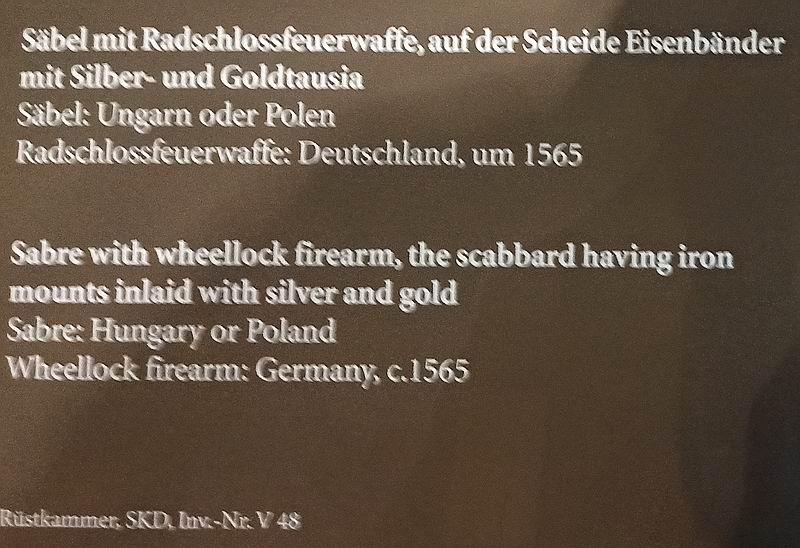 Säbel mit Radschlossfeuerwaffe, auf der Scheide Eisenbänder
mit Silber- und Goldtausia
Säbel: Ungarn oder Polen
Radschlossfeuerwaffe: Deutschland, um 1565
Sabre with wheellock firearm, the scabbard having iron
mounts inlaid with silver and gold
Sabre: Hungary or Poland
Wheellock firearm: Germany, c.1565
Rüstkammer, SKD, Inv.-Nr. V 48